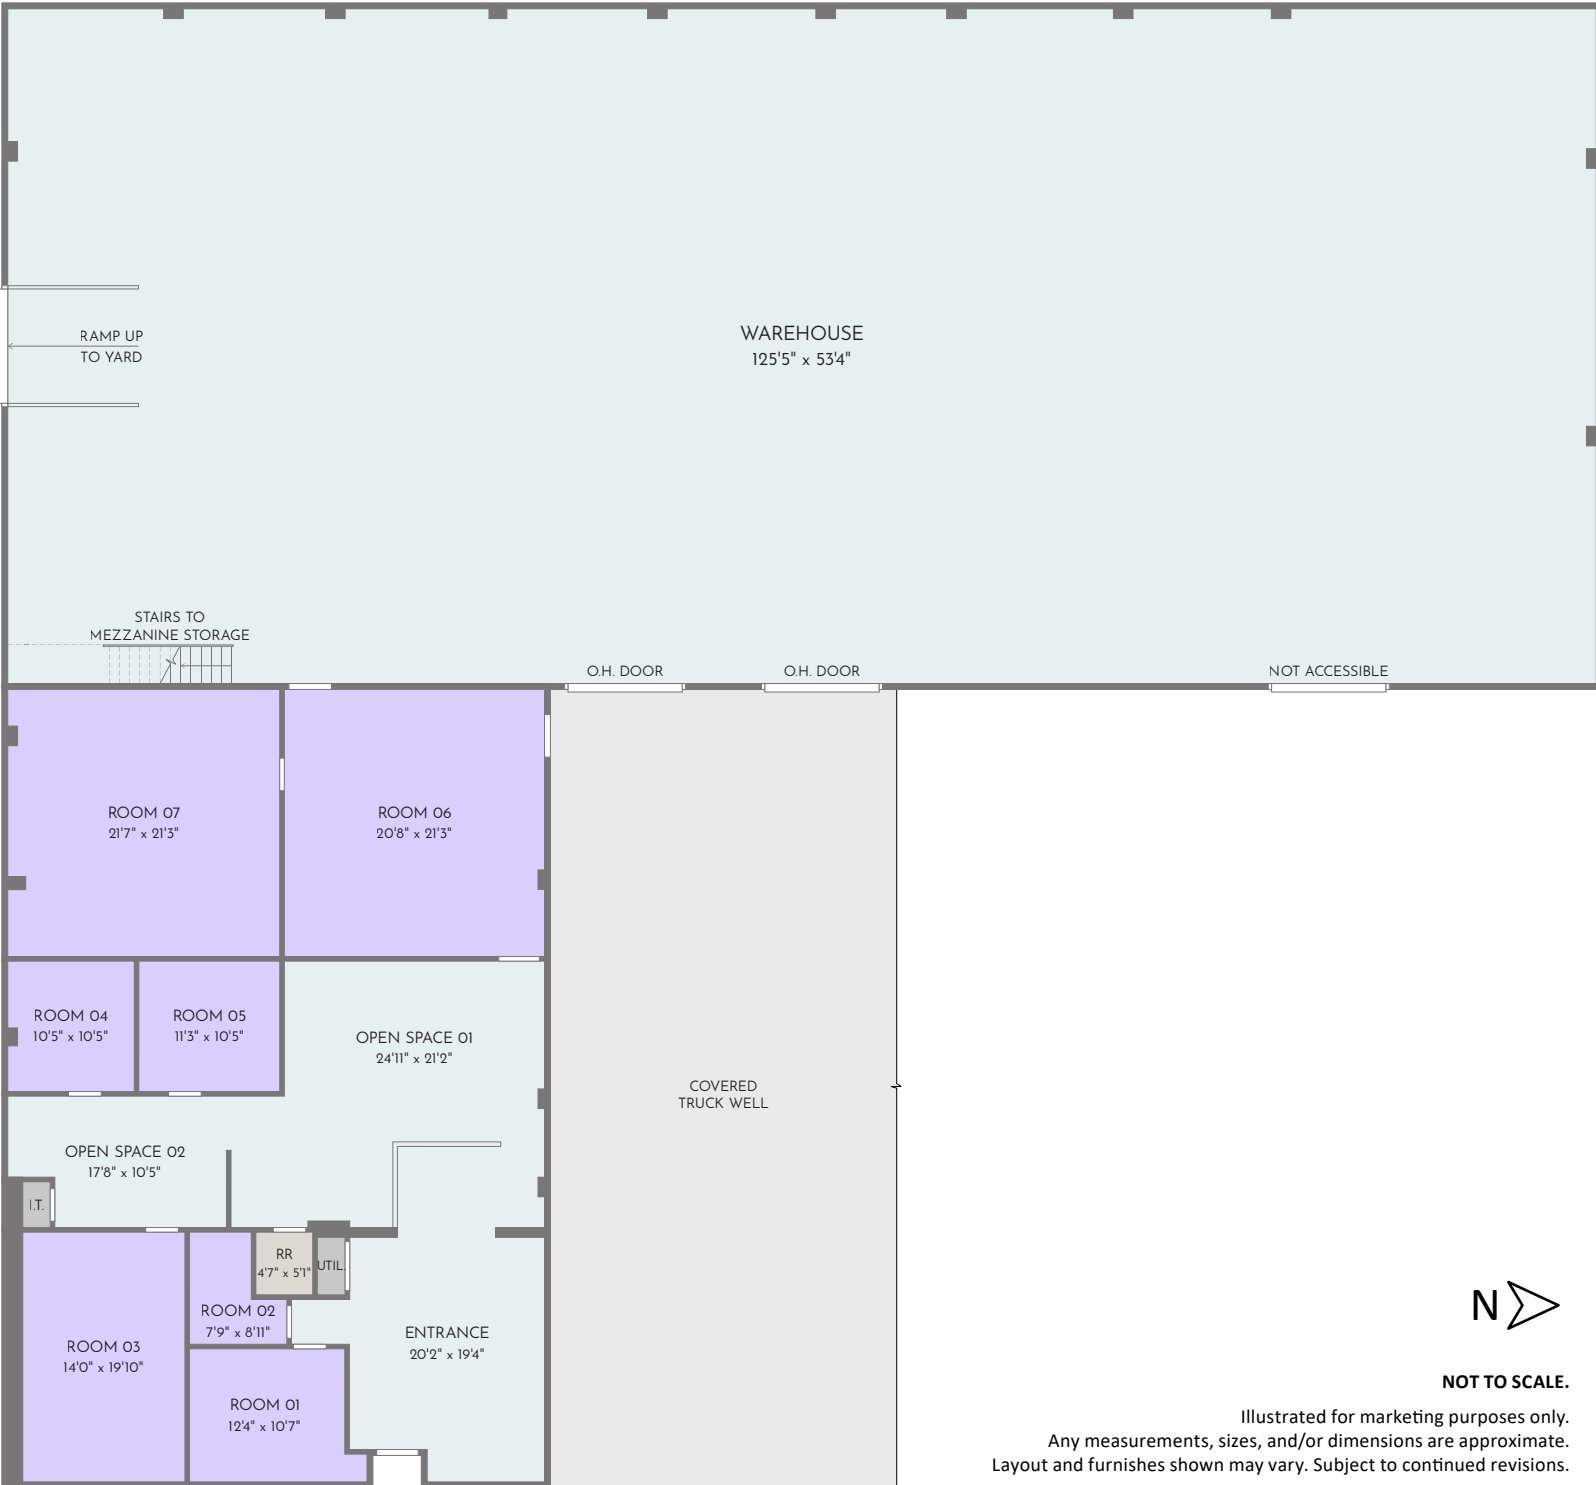 WAREHOUSE
125'5" x 53'4"
RAMP UP
TO YARD
STAIRS TO
MEZZANINE STORAGE
O.H. DOOR
O.H. DOOR
NOT ACCESSIBLE
ROOM 07
21'7" x 21'3"
ROOM 06
20'8" x 21'3"
ROOM 04
10'5" x 10'5"
ROOM 05
11'3" x 10'5"
OPEN SPACE 01
24'11" x 21'2"
COVERED
TRUCK WELL
OPEN SPACE 02
17'8" x 10'5"
I.T.
RR
4'7" x 5'1"
UTIL.
ROOM 02
7'9" x 8'11"
ENTRANCE
20'2" x 19'4"
ROOM 03
14'0" x 19'10"
ROOM 01
12'4" x 10'7"
N
NOT TO SCALE.
Illustrated for marketing purposes only.
Any measurements, sizes, and/or dimensions are approximate.
Layout and furnishes shown may vary. Subject to continued revisions.